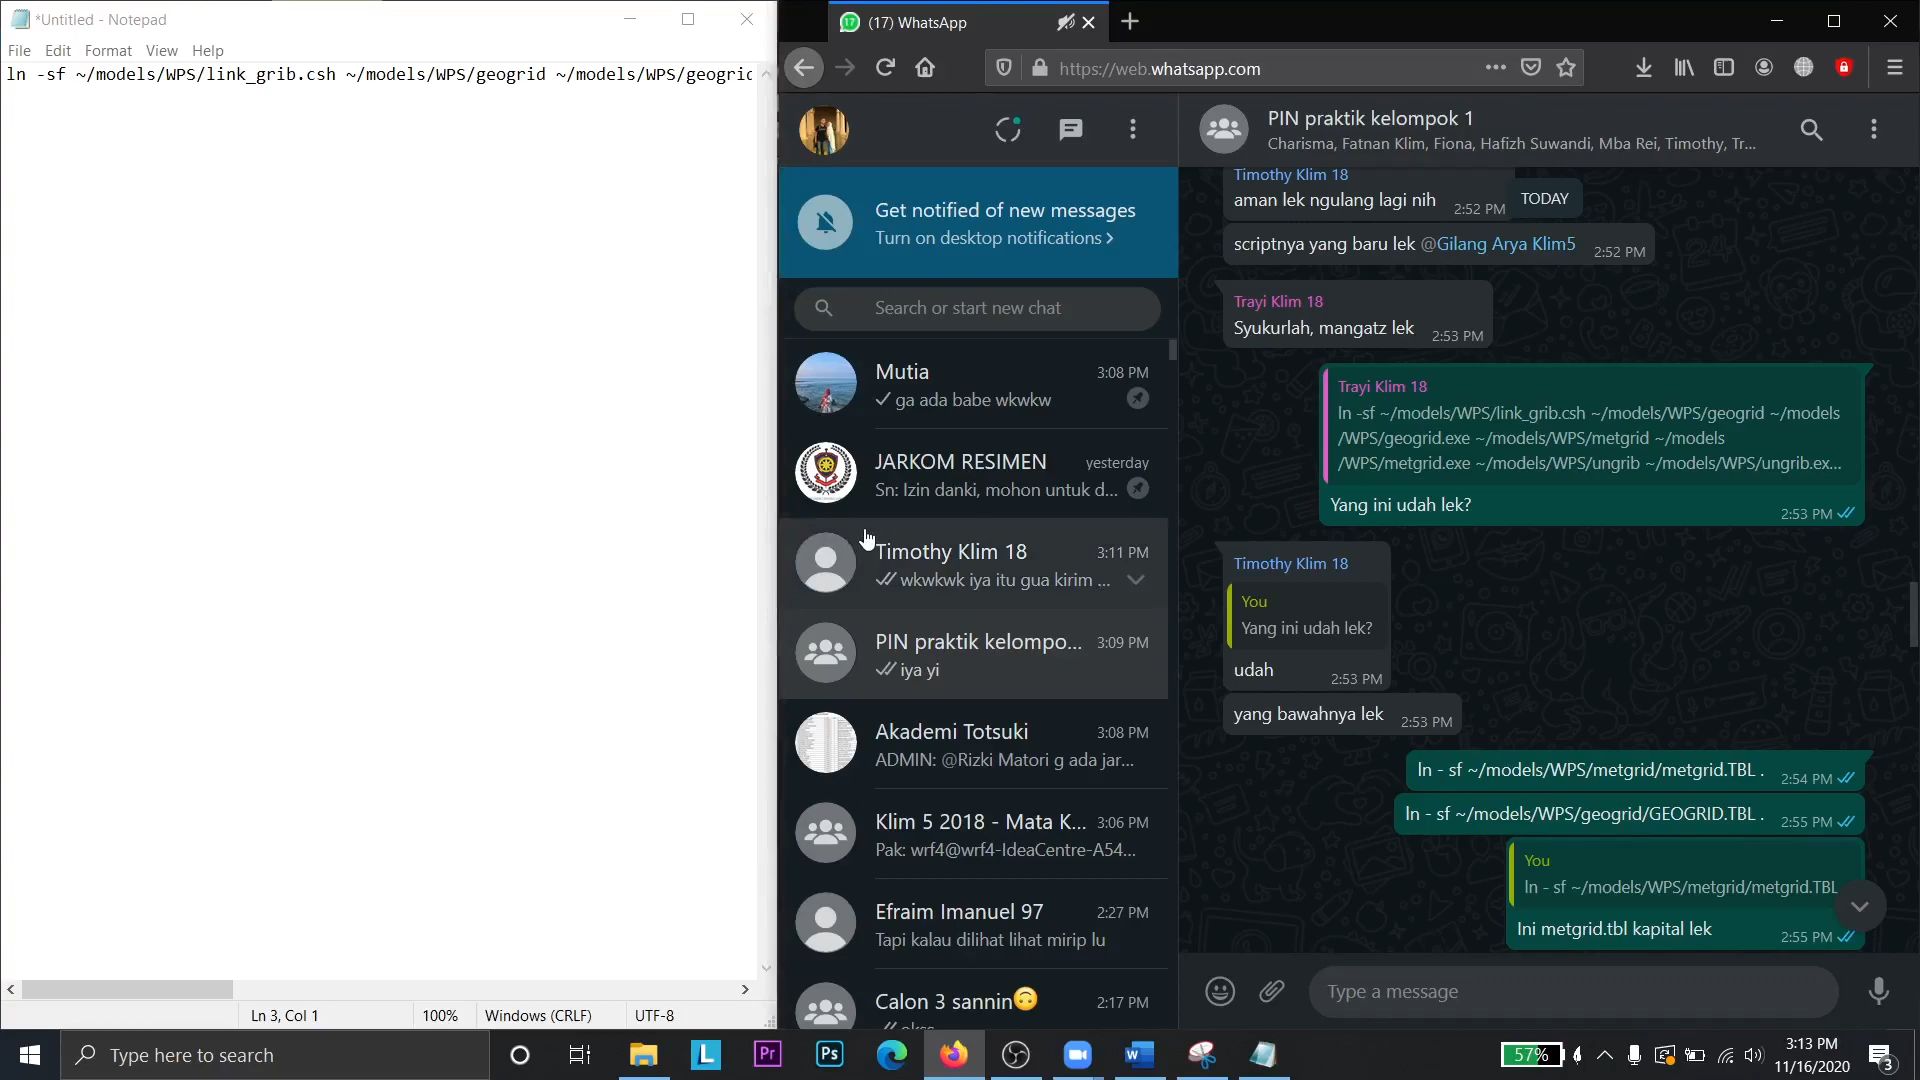 *Untitled - Notepad
File Edit Format View Help
ln -sf ~/models/WPS/link_grib.csh ~/models/WPS/geogrid ~/models/WPS/geogric
Ln 3, Col 1
100%
Windows (CRLF)
UTF-8
17
(17) WhatsApp
https://web.whatsapp.com
Get notified of new messages
Turn on desktop notifications >
Search or start new chat
Mutia
3:08 PM
ga ada babe wkwkw
JARKOM RESIMEN
yesterday
Sn: Izin danki, mohon untuk d...
Timothy Klim 18
3:11 PM
wkwkwk iya itu gua kirim ...
PIN praktik kelompo...
3:09 PM
iya yi
Akademi Totsuki
3:08 PM
ADMIN: @Rizki Matori g ada jar...
Klim 5 2018 - Mata K...
3:06 PM
Pak: wrf4@wrf4-IdeaCentre-A54...
Efraim Imanuel 97
2:27 PM
Tapi kalau dilihat lihat mirip lu
Calon 3 sannin🙃
2:17 PM
PIN praktik kelompok 1
Charisma, Fatnan Klim, Fiona, Hafizh Suwandi, Mba Rei, Timothy, Tr...
Timothy Klim 18
aman lek ngulang lagi nih
2:52 PM
TODAY
scriptnya yang baru lek @Gilang Arya Klim5
2:52 PM
Trayi Klim 18
Syukurlah, mangatz lek
2:53 PM
Trayi Klim 18
ln -sf ~/models/WPS/link_grib.csh ~/models/WPS/geogrid ~/models
/WPS/geogrid.exe ~/models/WPS/metgrid ~/models
/WPS/metgrid.exe ~/models/WPS/ungrib ~/models/WPS/ungrib.ex...
Yang ini udah lek?
2:53 PM
Timothy Klim 18
You
Yang ini udah lek?
udah
2:53 PM
yang bawahnya lek
2:53 PM
ln - sf ~/models/WPS/metgrid/metgrid.TBL .
2:54 PM
ln - sf ~/models/WPS/geogrid/GEOGRID.TBL .
2:55 PM
You
ln - sf ~/models/WPS/metgrid/metgrid.TBL
Ini metgrid.tbl kapital lek
2:55 PM
Type a message
Type here to search
L
Pr
Ps
W
57%
3:13 PM
11/16/2020
3